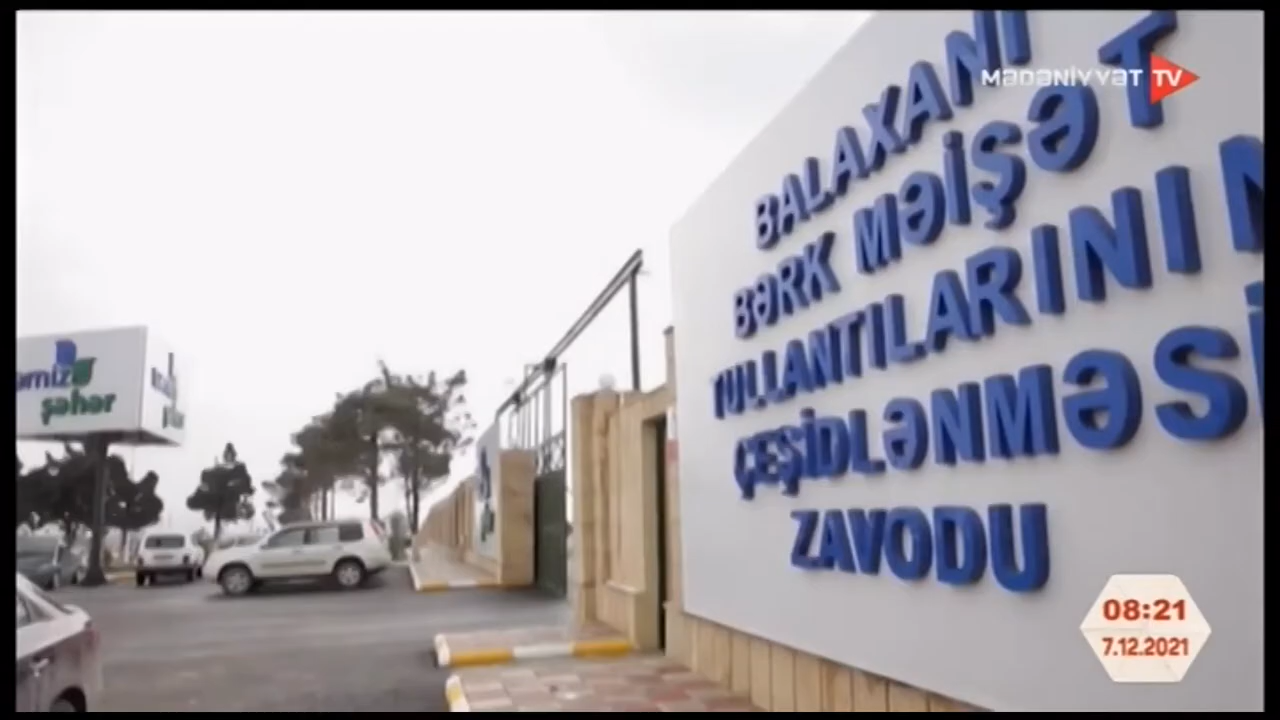 MƏDƏNİYYƏT TV
BALAXANI
BƏRK MƏİŞƏT
TULLANTILARININ
ÇEŞİDLƏNMƏSİ
ZAVODU
şəhər
08:21
7.12.2021